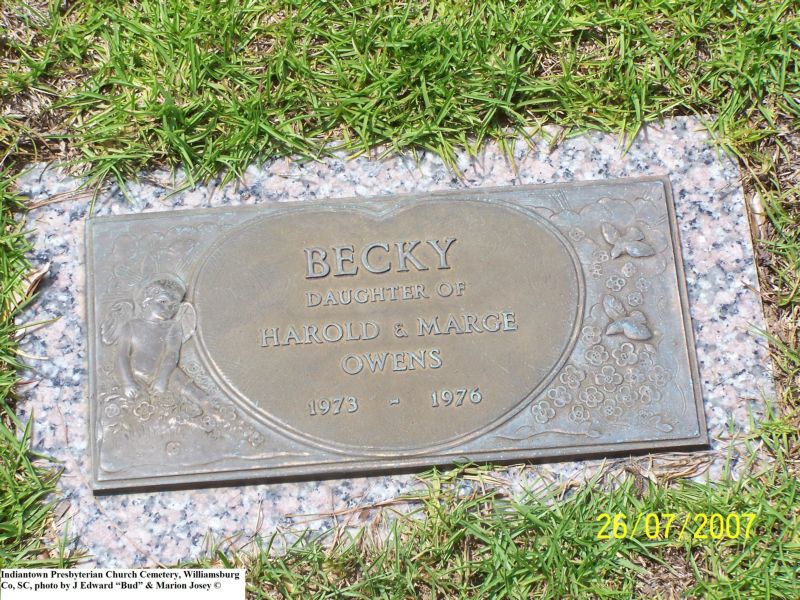 BECKY
DAUGHTER OF
HAROLD & MARGE
OWENS
1973 - 1976
26/07/2007
Indiantown Presbyterian Church Cemetery, Williamsburg
Co, SC, photo by J Edward “Bud” & Marion Josey ©